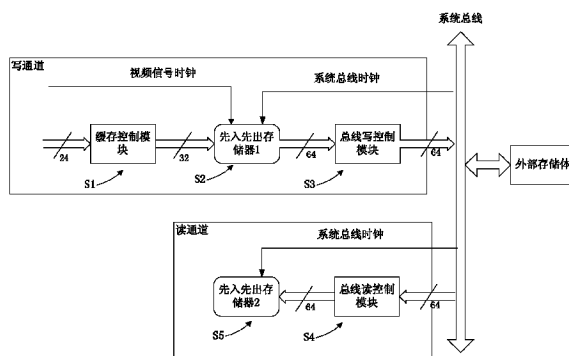 系统总线
写通道
视频信号时钟
系统总线时钟
缓存控制模
块
先入先出存
储器1
总线写控制
模块
24
32
64
64
S1
S2
S3
外部存储体
读通道
系统总线时钟
先入先出存
储器2
总线读控制
模块
64
64
S5
S4